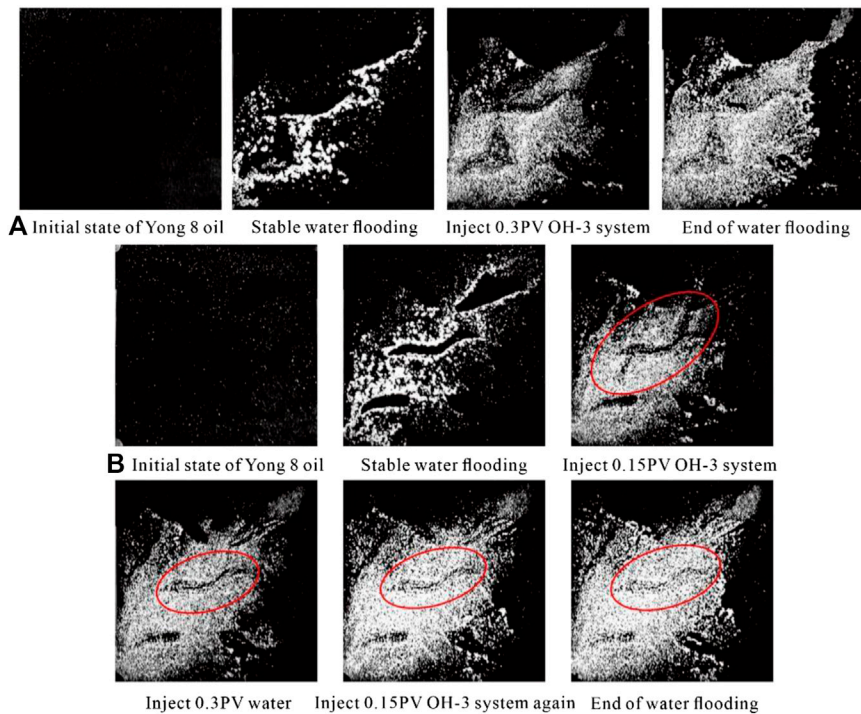 Initial state of Yong 8 oil Stable water flooding Inject 0.3PV OH-3 system End of water flooding
A
Initial state of Yong 8 oil Stable water flooding Inject 0.15PV OH-3 system
B
Inject 0.3PV water Inject 0.15PV OH-3 system again End of water flooding